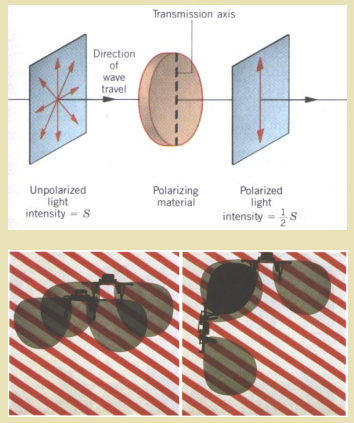 Transmission axis
Direction
of
wave
travel
Unpolarized
light
intensity = S
Polarizing
material
Polarized
light
intensity = 1/2 S